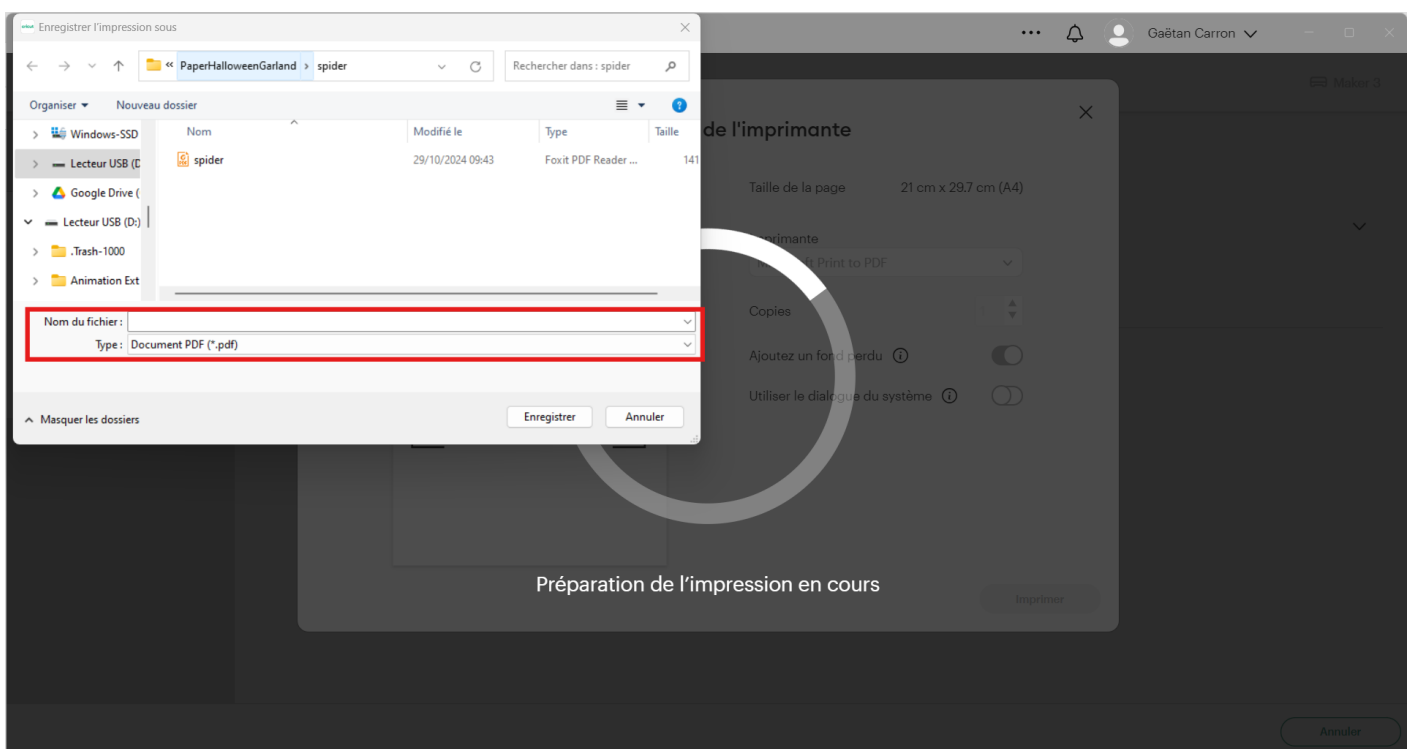 cricut Enregistrer l'impression sous
Gaëtan Carron
« PaperHalloweenGarland › spider
Rechercher dans : spider
Maker 3
Organiser
Nouveau dossier
de l'imprimante
Nom
Modifié le
Type
Taille
Windows-SSD
Lecteur USB (D
spider
29/10/2024 09:43
Foxit PDF Reader ...
141
Google Drive (
Taille de la page
21 cm x 29.7 cm (A4)
Lecteur USB (D:)
.Trash-1000
Animation Ext
Print to PDF
Nom du fichier :
Copies
Type : Document PDF (*.pdf)
Ajoutez un fond perdu
Utiliser le dialogue du système
Masquer les dossiers
Enregistrer
Annuler
Préparation de l'impression en cours
Imprimer
Annuler